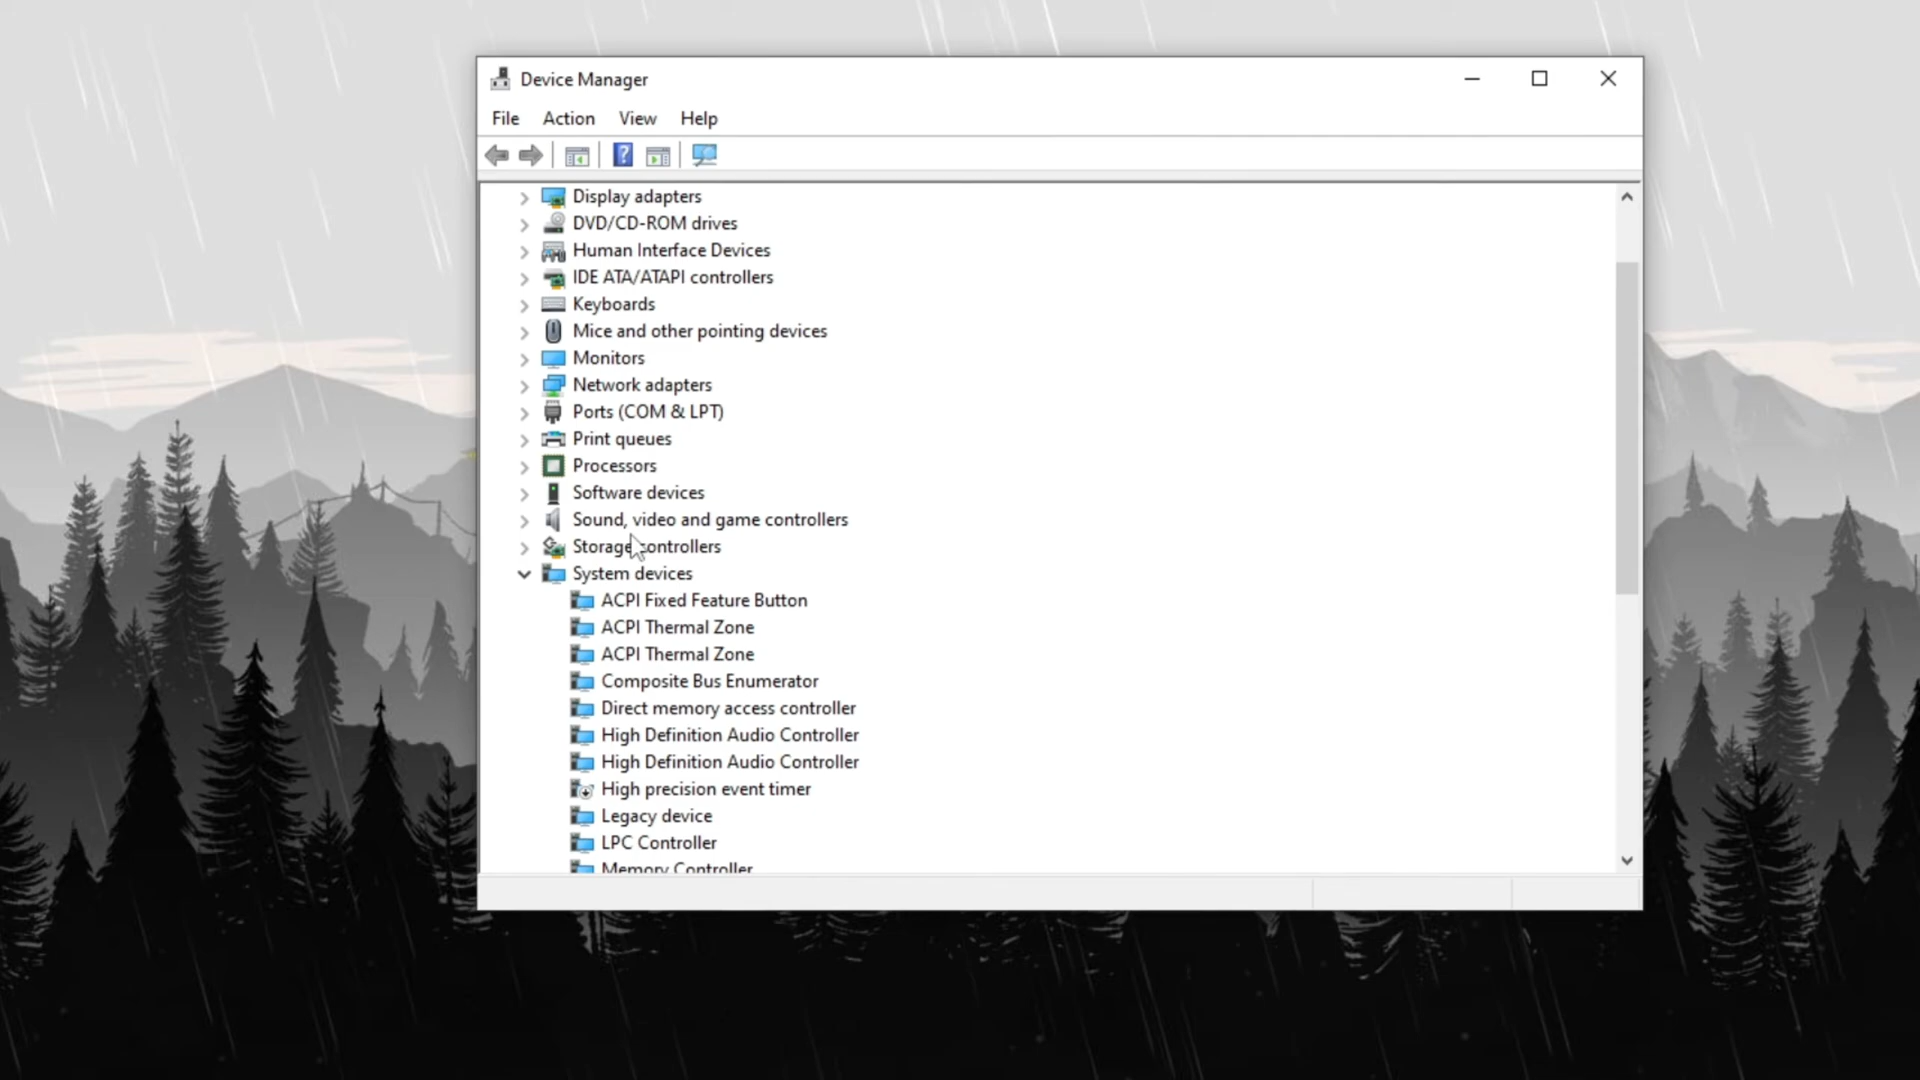 Device Manager
File Action View Help
Display adapters
DVD/CD-ROM drives
Human Interface Devices
IDE ATA/ATAPI controllers
Keyboards
Mice and other pointing devices
Monitors
Network adapters
Ports (COM & LPT)
Print queues
Processors
Software devices
Sound, video and game controllers
Storage controllers
System devices
ACPI Fixed Feature Button
ACPI Thermal Zone
ACPI Thermal Zone
Composite Bus Enumerator
Direct memory access controller
High Definition Audio Controller
High Definition Audio Controller
High precision event timer
Legacy device
LPC Controller
Memory Controller